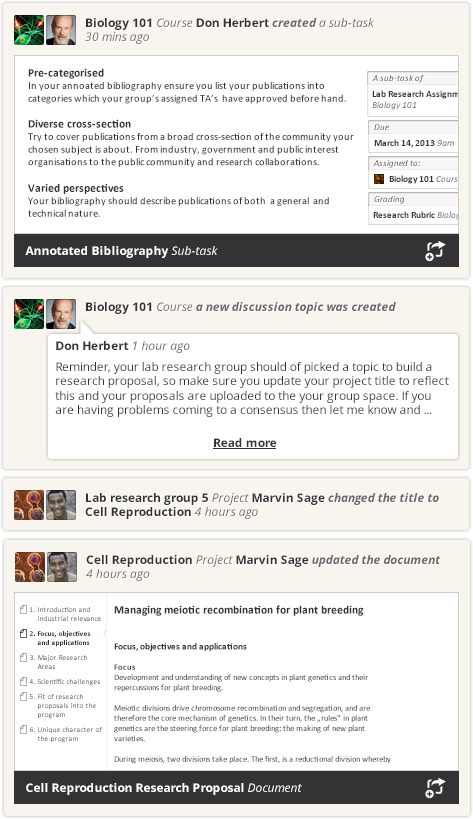 Biology 101 Course Don Herbert created a sub-task
30 mins ago
Pre-categorised
In your annoated bibliography ensure you list your publications into
categories which your group's assigned TA's have approved before hand.
Diverse cross-section
Try to cover publications from a broad cross-section of the community your
chosen subject is about. From industry, government and public interest
organisations to the public community and research collaborations.
Varied perspectives
Your bibliography should describe publications of both a general and
technical nature.
A sub-task of
Lab Research Assignm
Biology 101
Due
March 14, 2013 9am
Assigned to:
Biology 101 Cours
Grading
Research Rubric Biolog
Annotated Bibliography Sub-task
Biology 101 Course a new discussion topic was created
Don Herbert 1 hour ago
Reminder, your lab research group should of picked a topic to build a
research proposal, so make sure you update your project title to reflect
this and your proposals are uploaded to the your group space. If you
are having problems coming to a consensus then let me know and ...
Read more
Lab research group 5 Project Marvin Sage changed the title to
Cell Reproduction 4 hours ago
Cell Reproduction Project Marvin Sage updated the document
4 hours ago
1. Introduction and
industrial relevance
2. Focus, objectives
and applications
3. Major Research
Areas
4. Scientific challenges
5. Fit of research
proposals into the
program
6. Unique character of
the program
Managing meiotic recombination for plant breeding
Focus, objectives and applications
Focus
Development and understanding of new concepts in plant genetics and their
repercussions for plant breeding.
Meiotic divisions drive chromosome recombination and segregation, and are
therefore the core mechanism of genetics. In their turn, the „rules" in plant
genetics are the steering force for plant breeding: the making of new plant
varieties.
During meiosis, two divisions take place. The first, is a reductional division whereby
Cell Reproduction Research Proposal Document